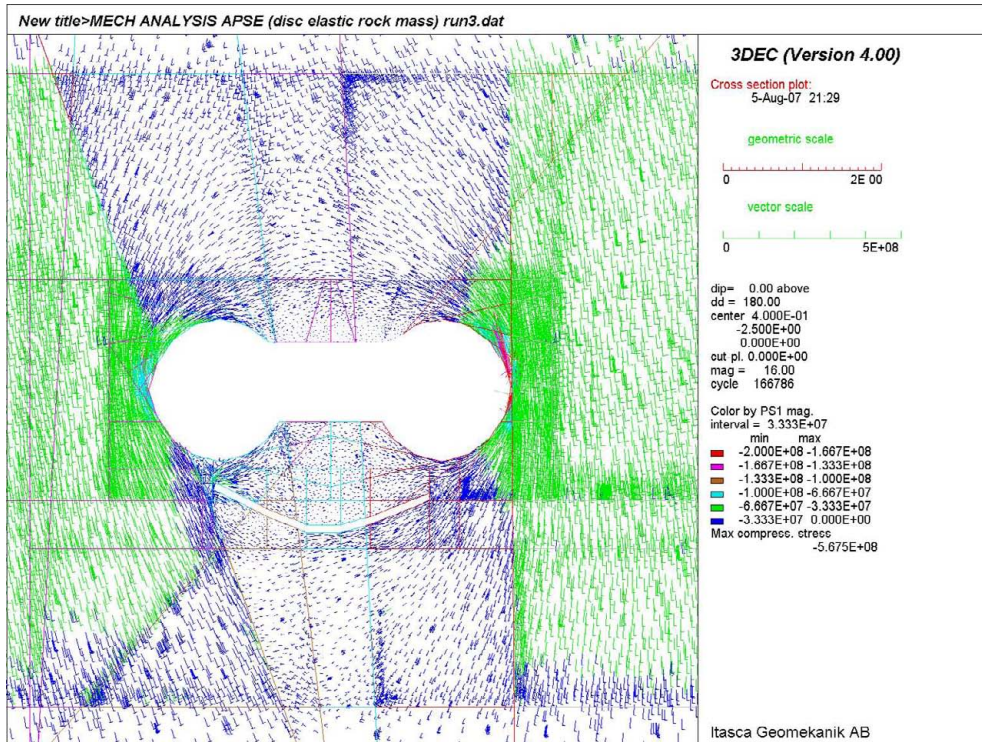 New title>MECH ANALYSIS APSE (disc elastic rock mass) run3.dat
3DEC (Version 4.00)
Cross section plot:
5-Aug-07 21:29
geometric scale
0 2E 00
vector scale
0 5E+08
dip= 0.00 above
dd = 180.00
center 4.000E-01
-2.500E+00
0.000E+00
cut pl. 0.000E+00
mag = 16.00
cycle 166786
Color by PS1 mag.
interval = 3.333E+07
min max
-2.000E+08 -1.667E+08
-1.667E+08 -1.333E+08
-1.333E+08 -1.000E+08
-1.000E+08 -6.667E+07
-6.667E+07 -3.333E+07
-3.333E+07 0.000E+00
Max compress. stress
-5.675E+08
Itasca Geomekanik AB